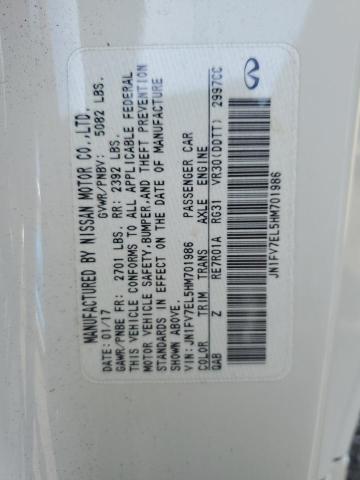 MANUFACTURED BY NISSAN MOTOR CO.,LTD.
DATE: 01/17 GVWR/PNBV: 5082 LBS.
GAWR/PNBE FR: 2701 LBS. RR: 2392 LBS.
THIS VEHICLE CONFORMS TO ALL APPLICABLE FEDERAL
MOTOR VEHICLE SAFETY,BUMPER,AND THEFT PREVENTION
STANDARDS IN EFFECT ON THE DATE OF MANUFACTURE
SHOWN ABOVE.
VIN: JN1FV7EL5HM701986 PASSENGER CAR
COLOR TRIM TRANS AXLE ENGINE
QAB Z RE7R01A RG31 VR30(DDTT) 2997CC
JN1FV7EL5HM701986